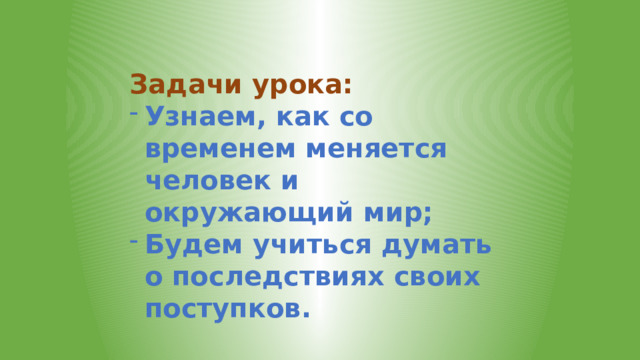 Задачи урока:
- Узнаем, как со
временем меняется
человек и
окружающий мир;
- Будем учиться думать
о последствиях своих
поступков.